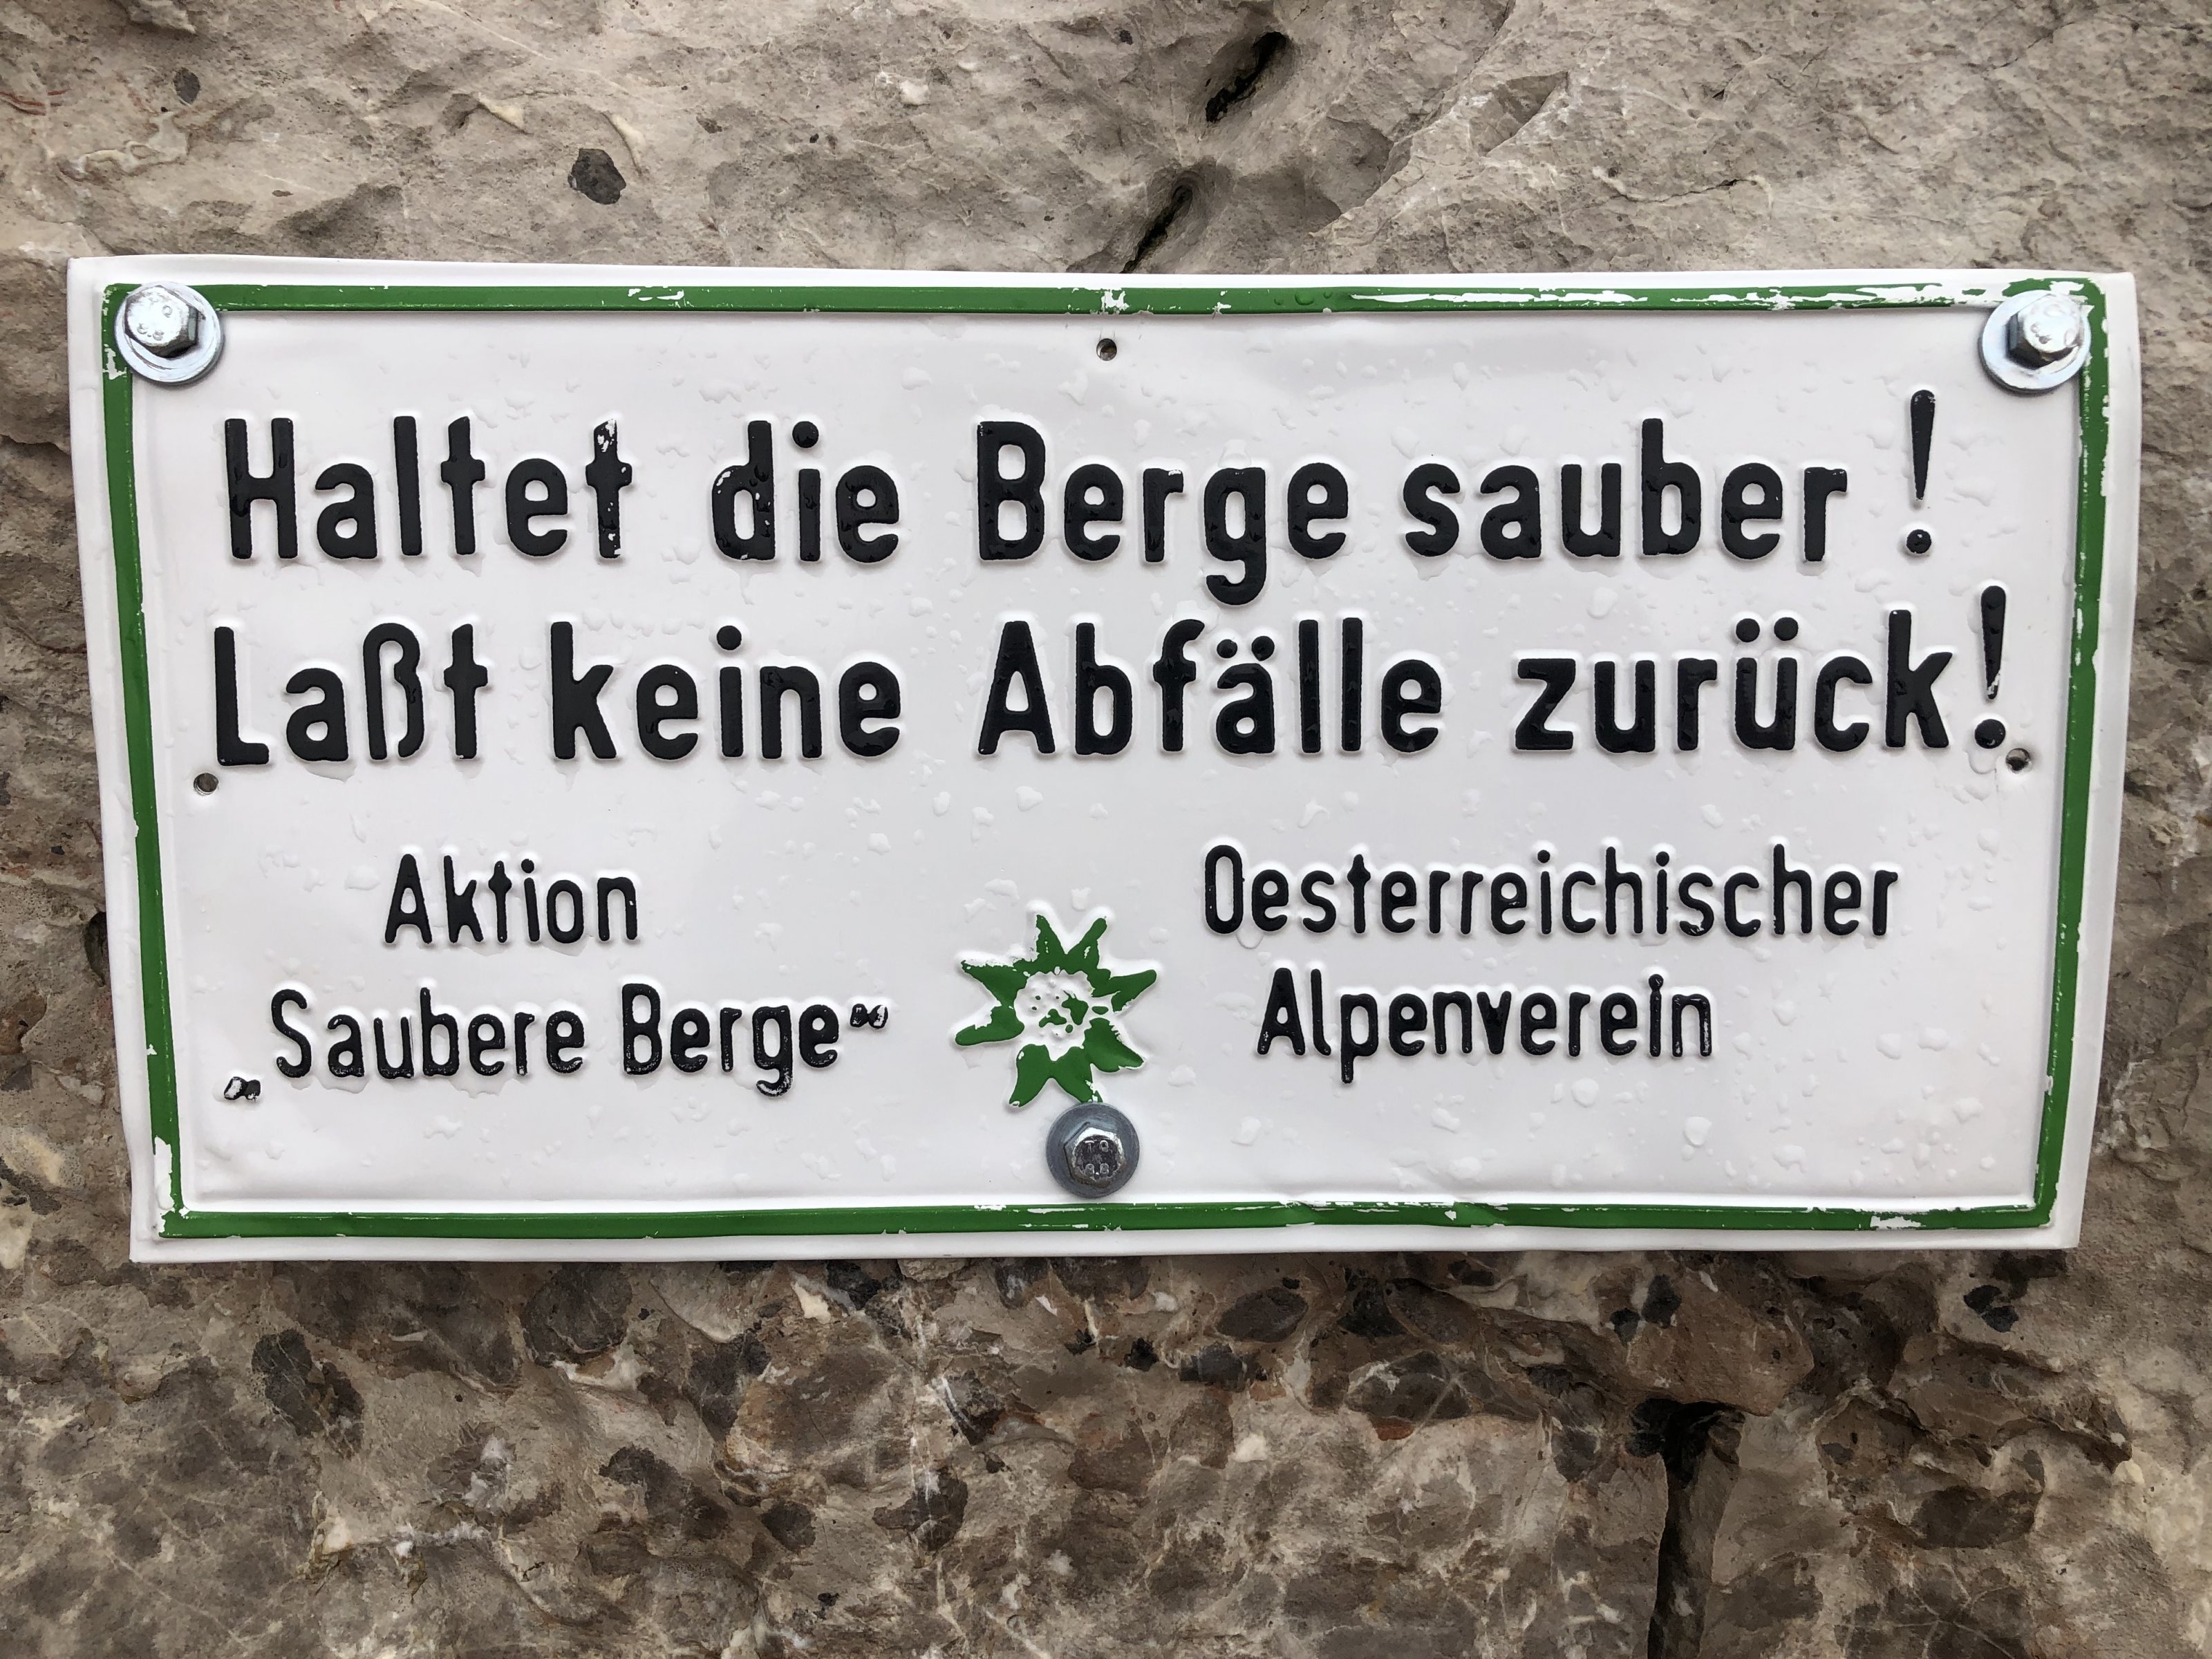 Haltet die Berge sauber !
Laßt keine Abfälle zurück!
Aktion
„Saubere Berge“
Oesterreichischer
Alpenverein